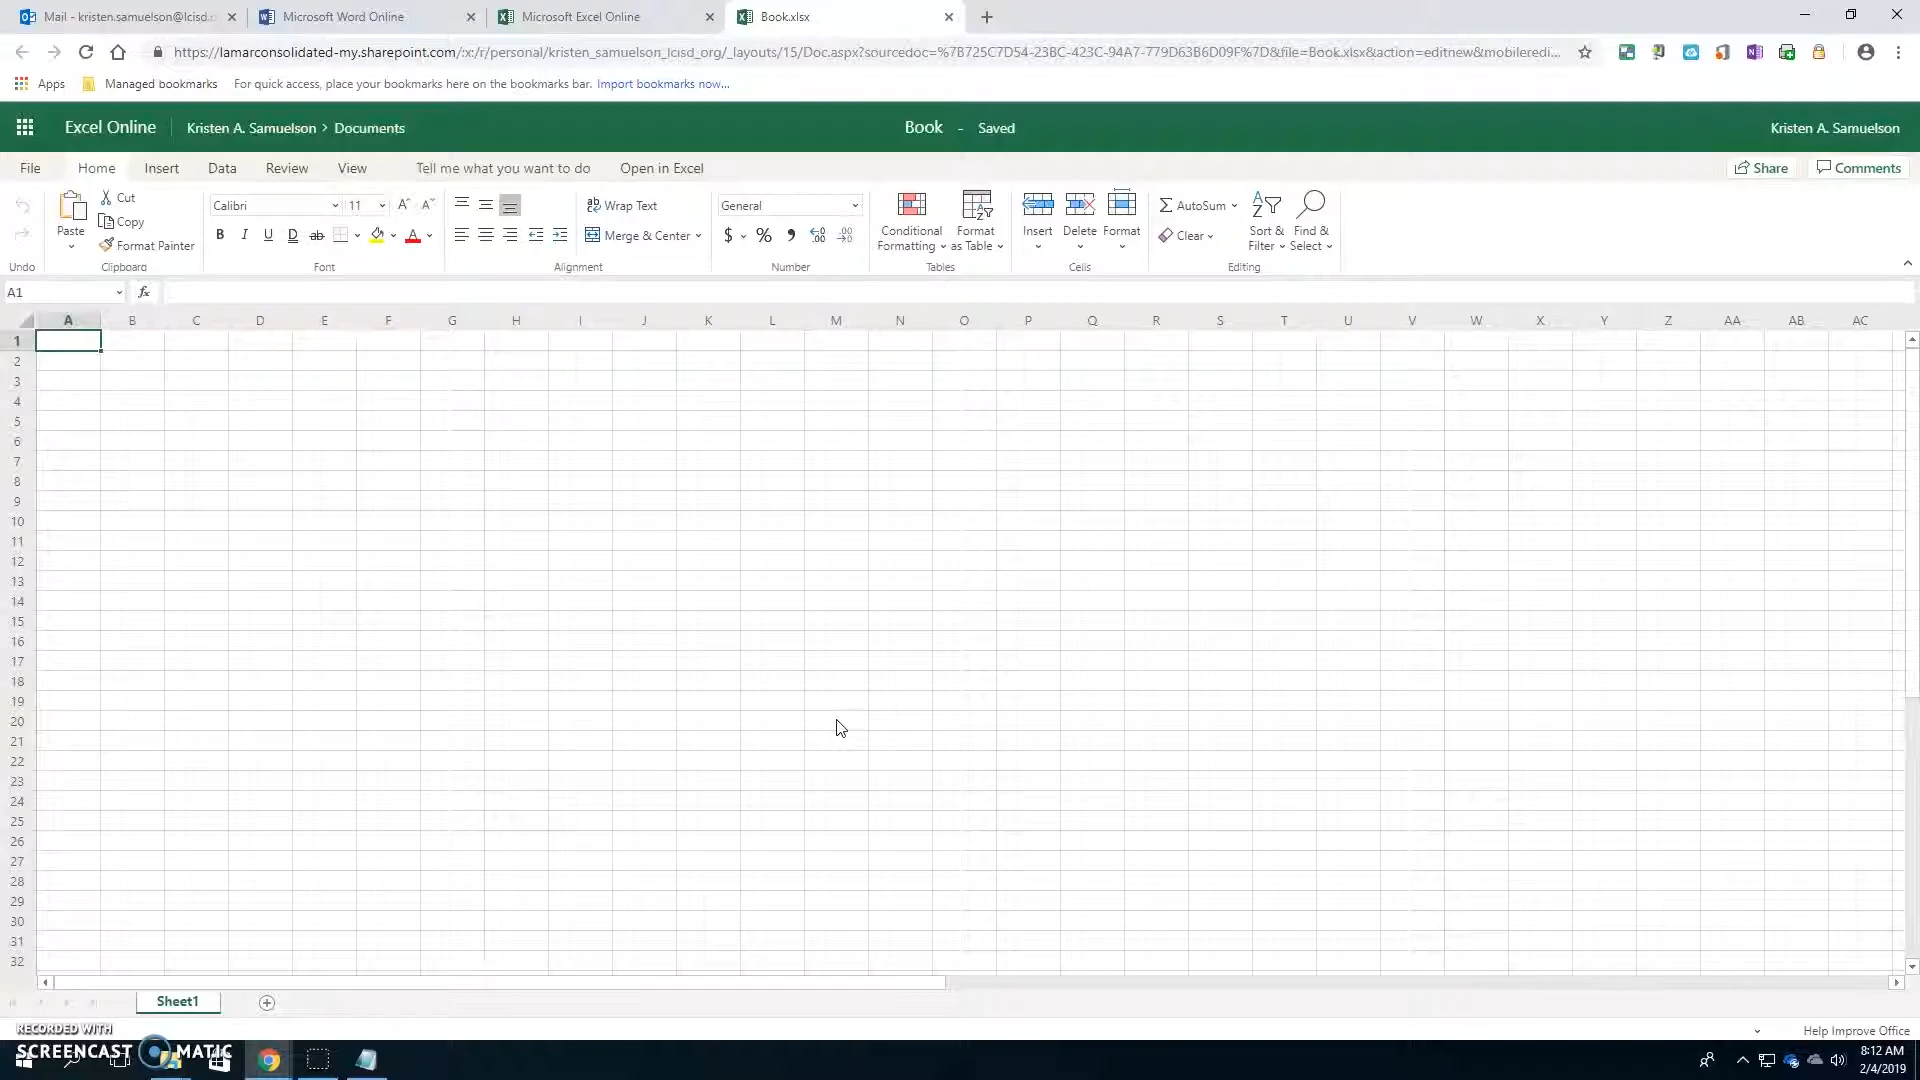 Mail - kristen.samuelson@lcisd. Microsoft Word Online Microsoft Excel Online Book.xlsx
https://lamarconsolidated-my.sharepoint.com/:x:/r/personal/kristen_samuelson_lcisd_org/_layouts/15/Doc.aspx?sourcedoc=%7B725C7D54-23BC-423C-94A7-779D63B6D09F%7D&file=Book.xlsx&action=editnew&mobileredi...
Apps Managed bookmarks For quick access, place your bookmarks here on the bookmarks bar. Import bookmarks now...
Excel Online Kristen A. Samuelson > Documents Book - Saved Kristen A. Samuelson
File Home Insert Data Review View Tell me what you want to do Open in Excel Share Comments
Cut
Calibri 11 Wrap Text General AutoSum
Copy
Paste Conditional Format Insert Delete Format Sort & Find &
B I U D ab A Merge & Center $ % Clear
Format Painter Formatting as Table Filter Select
Undo Clipboard Font Alignment Number Tables Cells Editing
A1 fx
A B C D E F G H I J K L M N O P Q R S T U V W X Y Z AA AB AC
1
2
3
4
5
6
7
8
9
10
11
12
13
14
15
16
17
18
19
20
21
22
23
24
25
26
27
28
29
30
31
32
Sheet1
Help Improve Office
RECORDED WITH
SCREENCAST MATIC
8:12 AM
2/4/2019